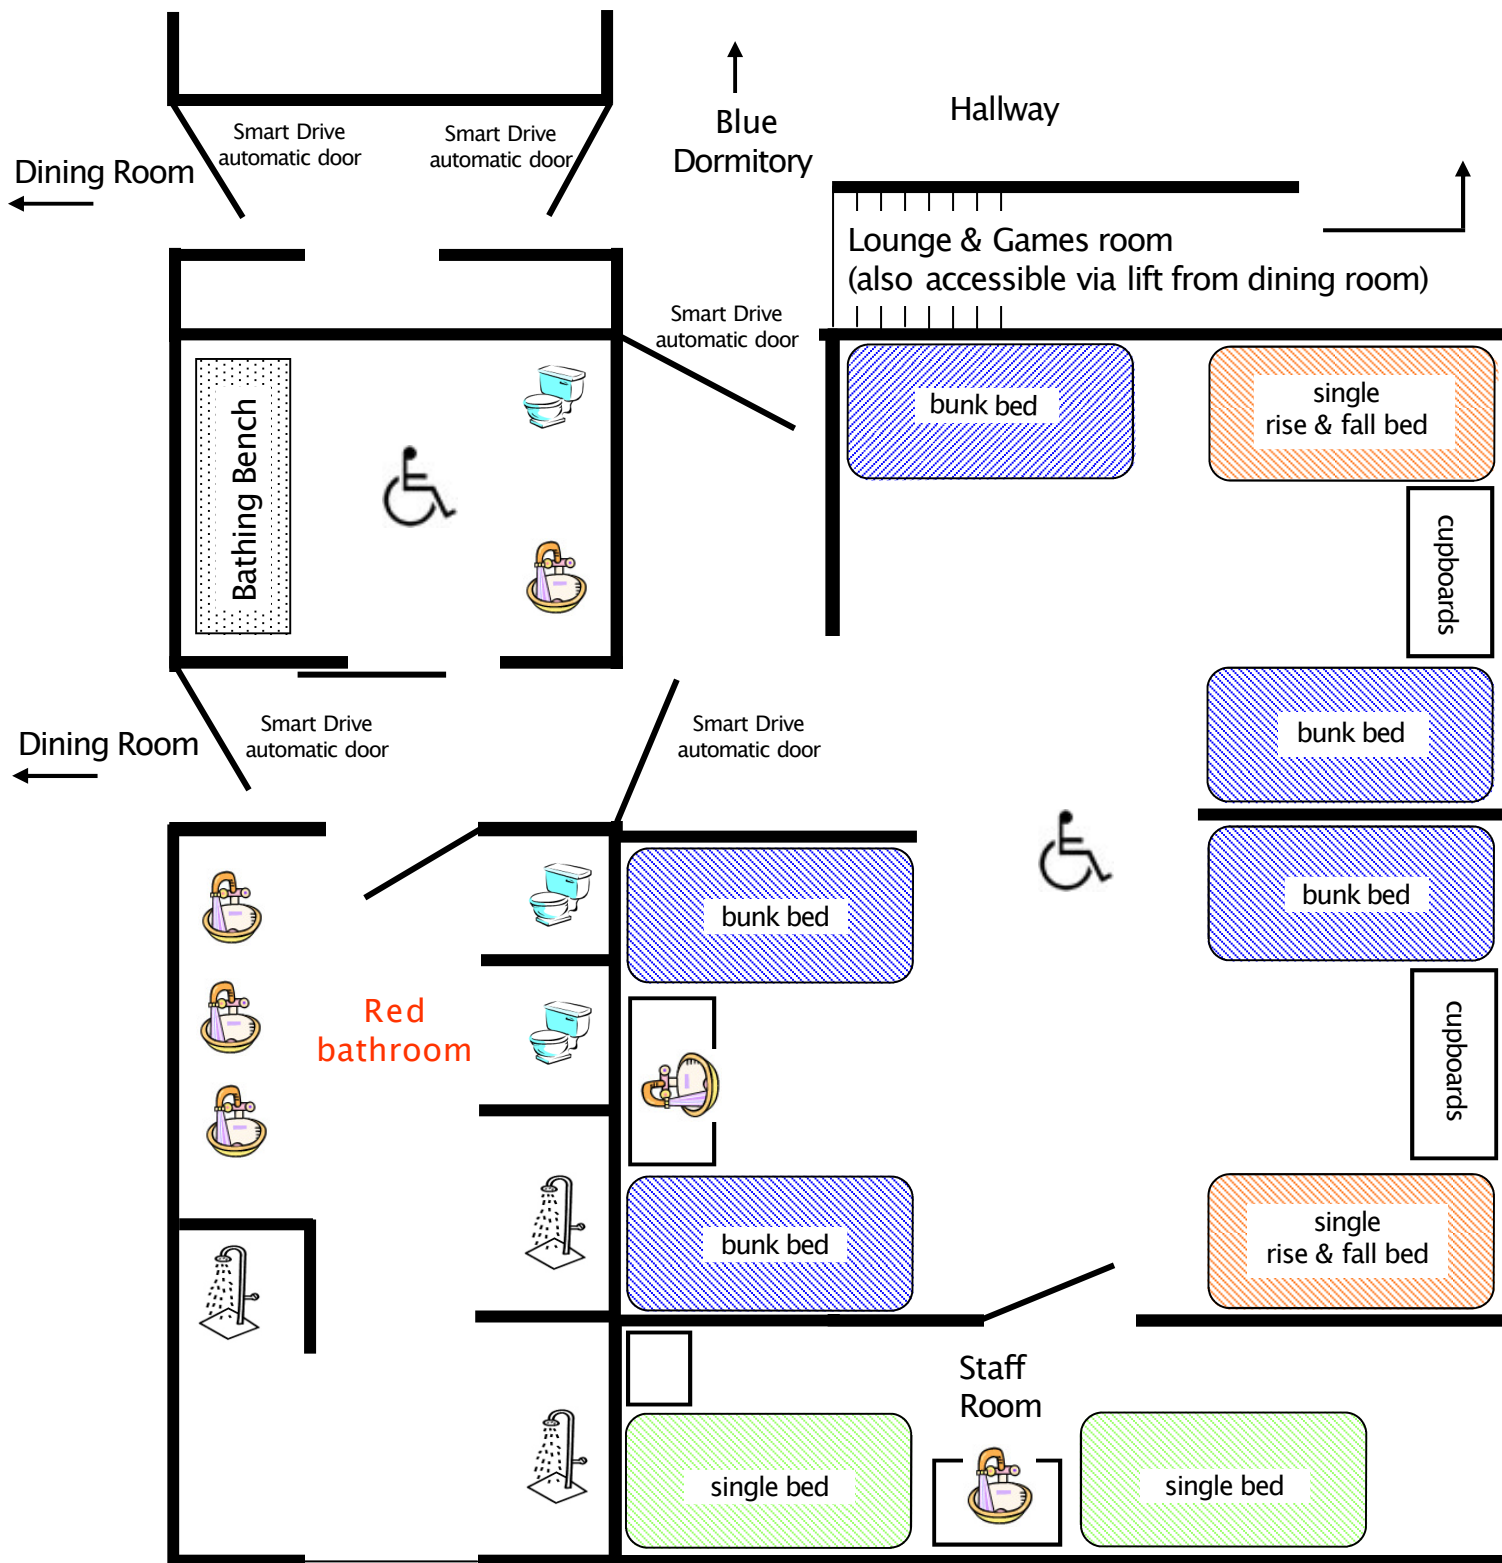 Hallway
Blue
Dormitory
Smart Drive
automatic door
Smart Drive
automatic door
Dining Room
Lounge & Games room
(also accessible via lift from dining room)
Smart Drive
automatic door
bunk bed
single
rise & fall bed
Bathing Bench
cupboards
Smart Drive
automatic door
Dining Room
Smart Drive
automatic door
bunk bed
bunk bed
bunk bed
Red
bathroom
cupboards
bunk bed
single
rise & fall bed
Staff
Room
single bed
single bed